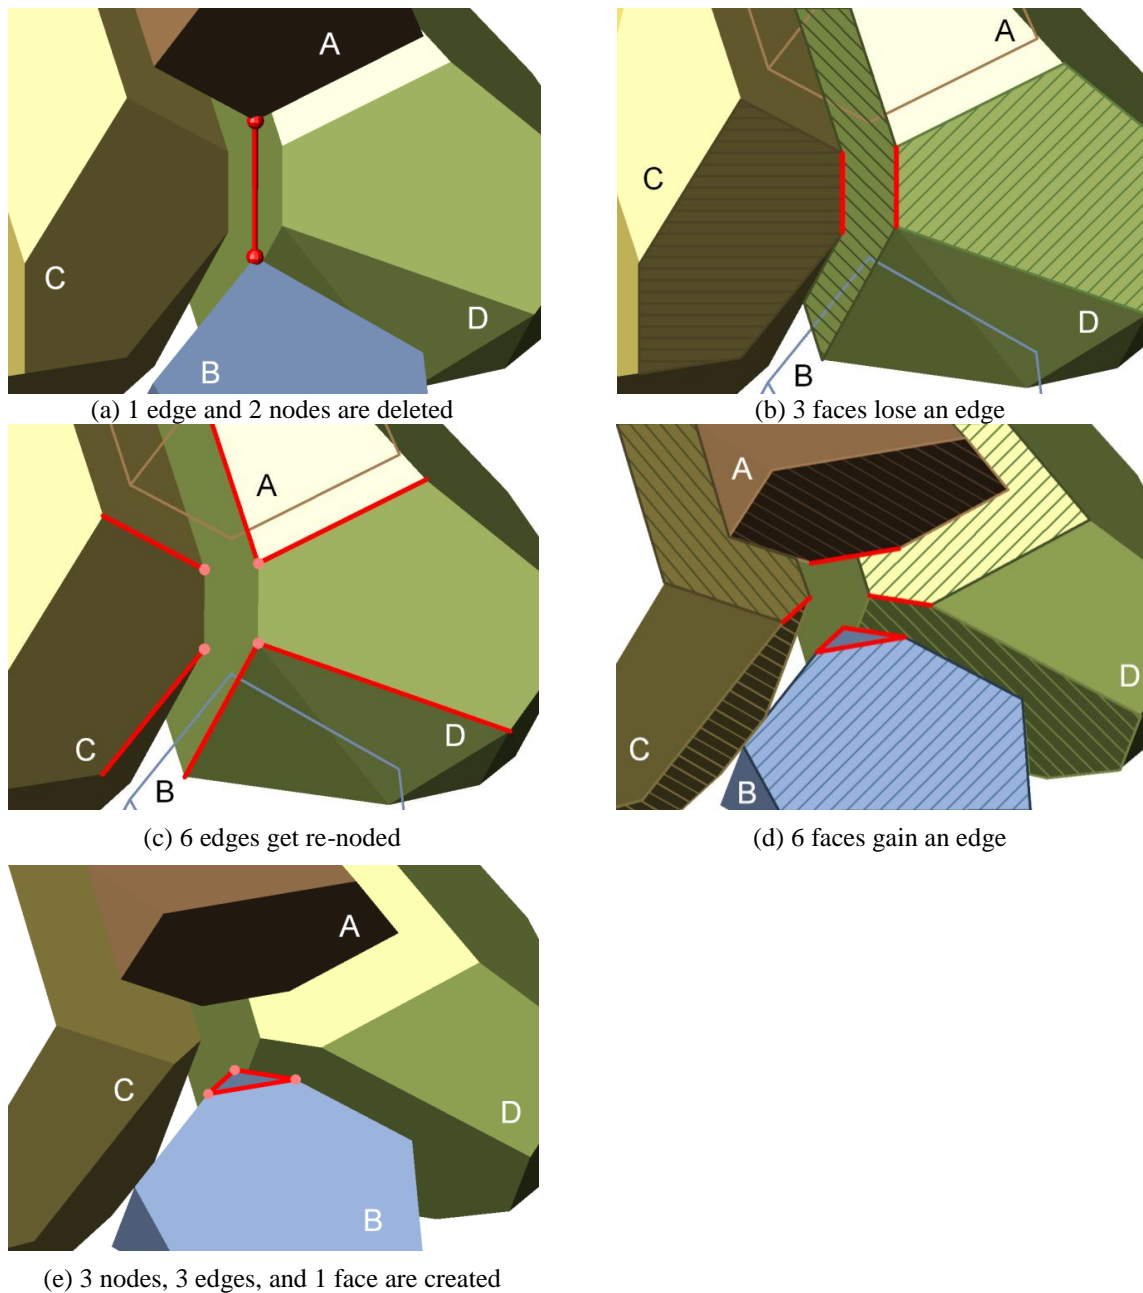 A
C
D
B
(a) 1 edge and 2 nodes are deleted
A
C
D
B
(b) 3 faces lose an edge
A
D
C
B
(c) 6 edges get re-noded
A
D
C
B
(d) 6 faces gain an edge
A
C
D
B
(e) 3 nodes, 3 edges, and 1 face are created